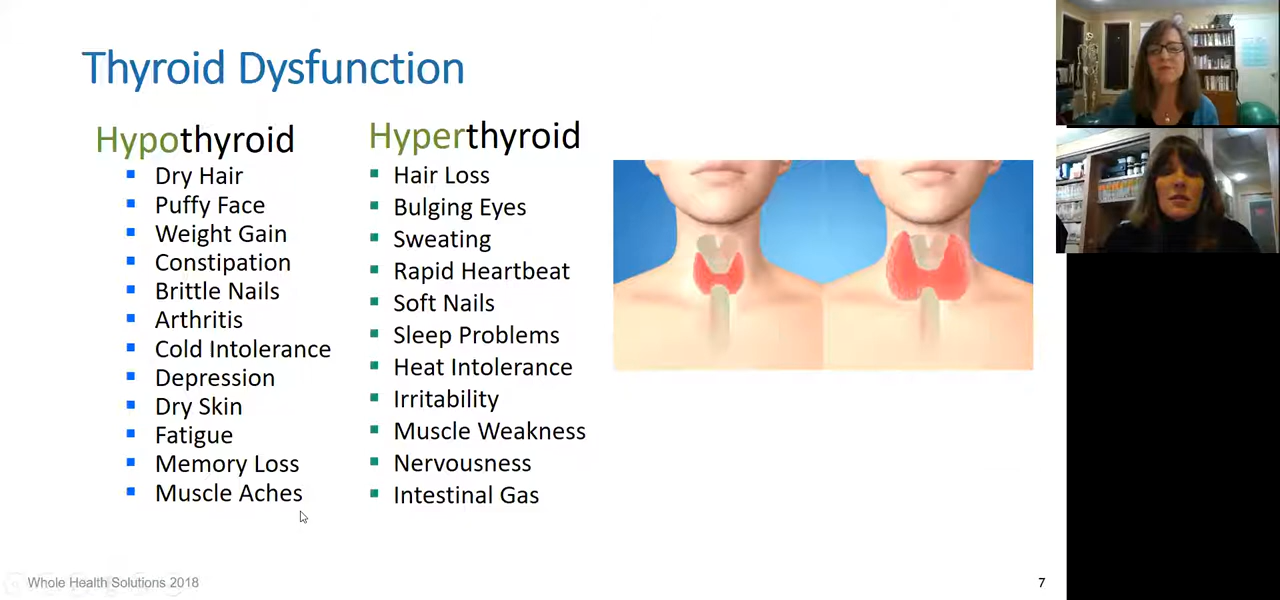 Thyroid Dysfunction
Hypothyroid
Dry Hair
Puffy Face
Weight Gain
Constipation
Brittle Nails
Arthritis
Cold Intolerance
Depression
Dry Skin
Fatigue
Memory Loss
Muscle Aches
Hyperthyroid
Hair Loss
Bulging Eyes
Sweating
Rapid Heartbeat
Soft Nails
Sleep Problems
Heat Intolerance
Irritability
Muscle Weakness
Nervousness
Intestinal Gas
Whole Health Solutions 2018
7